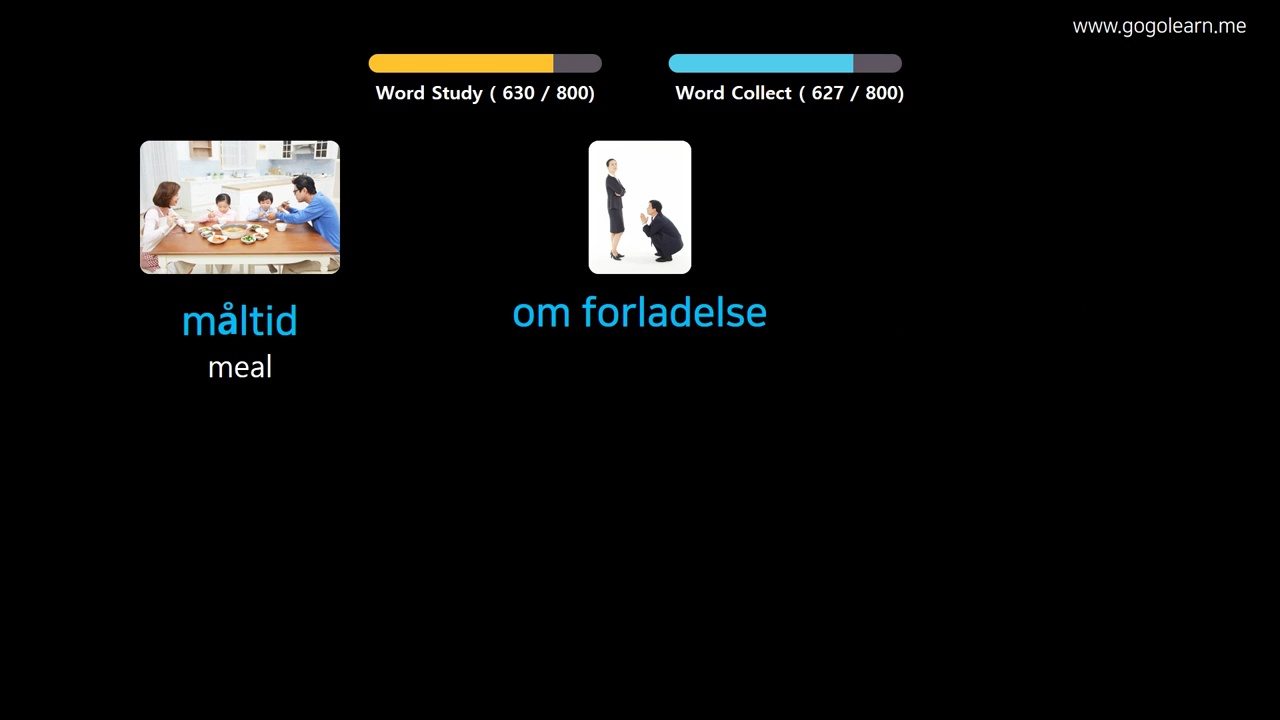 www.gogolearn.me
Word Study ( 630 / 800)
Word Collect ( 627 / 800)
måltid
meal
om forladelse